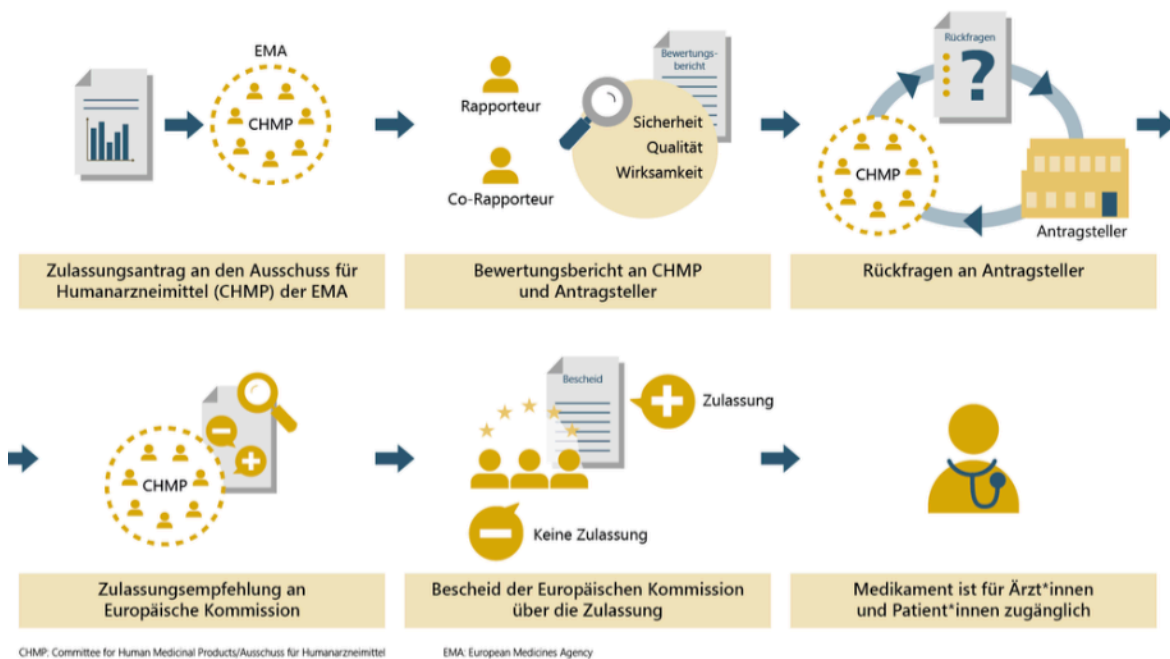 EMA
CHMP
Zulassungsantrag an den Ausschuss für
Humanarzneimittel (CHMP) der EMA
Rapporteur
Co-Rapporteur
Bewertungs-
bericht
Sicherheit
Qualität
Wirksamkeit
Bewertungsbericht an CHMP
und Antragsteller
Rückfragen
?
CHMP
Antragsteller
Rückfragen an Antragsteller
CHMP
Zulassungsempfehlung an
Europäische Kommission
Bescheid
Zulassung
Keine Zulassung
Bescheid der Europäischen Kommission
über die Zulassung
Medikament ist für Ärzt*innen
und Patient*innen zugänglich
CHMP: Committee for Human Medicinal Products/Ausschuss für Humanarzneimittel
EMA: European Medicines Agency